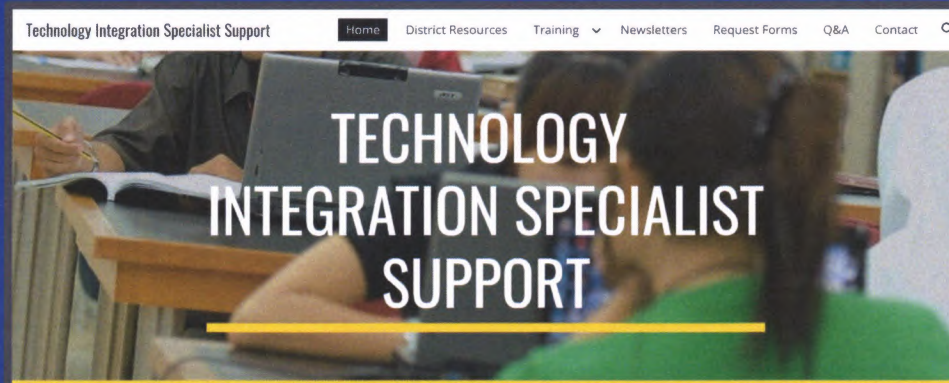 Technology Integration Specialist Support Home District Resources Training Newsletters Request Forms Q&A Contact
TECHNOLOGY
INTEGRATION SPECIALIST
SUPPORT